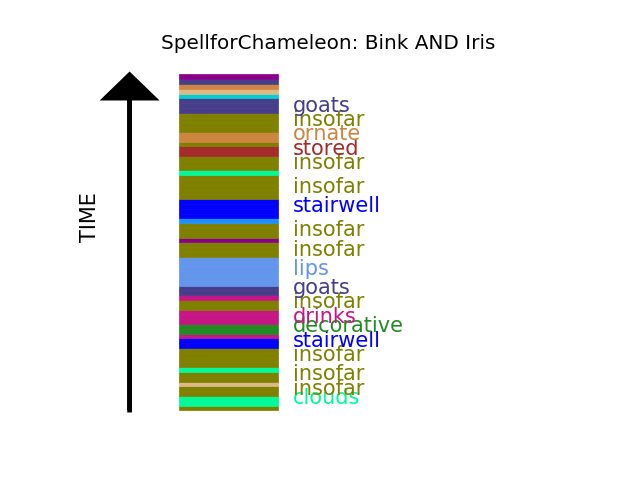 SpellforChameleon: Bink AND Iris
goats
insofar
ornate
stored
insofar
insofar
stairwell
insofar
insofar
lips
goats
insofar
drinks
decorative
stairwell
insofar
insofar
insofar
clouds
TIME